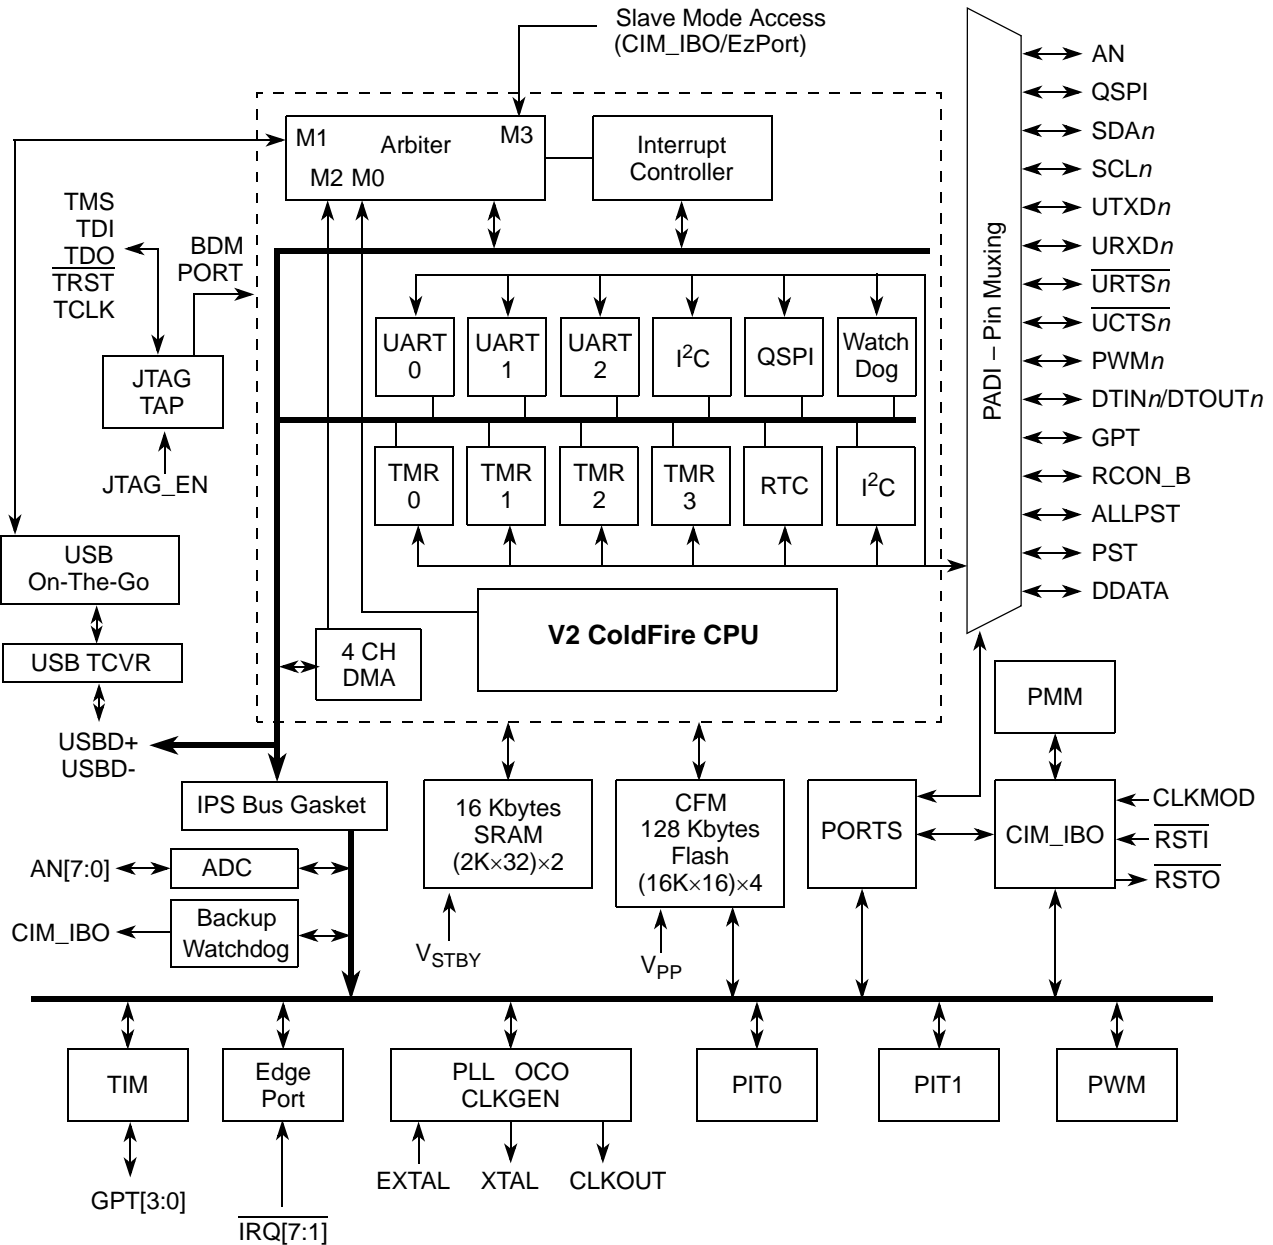 Slave Mode Access
(CIM_IBO/EzPort)
M1
Arbiter
M3
M2 M0
Interrupt
Controller
TMS
TDI
TDO
TRST
TCLK
BDM
PORT
JTAG
TAP
JTAG_EN
UART
0
UART
1
UART
2
I²C
QSPI
Watch
Dog
TMR
0
TMR
1
TMR
2
TMR
3
RTC
I²C
V2 ColdFire CPU
4 CH
DMA
USB
On-The-Go
USB TCVR
USBD+
USBD-
PADI – Pin Muxing
AN
QSPI
SDAn
SCLn
UTXDn
URXDn
URTSn
UCTSn
PWMn
DTINn/DTOUTn
GPT
RCON_B
ALLPST
PST
DDATA
IPS Bus Gasket
AN[7:0]
ADC
CIM_IBO
Backup
Watchdog
16 Kbytes
SRAM
(2K×32)×2
VSTBY
CFM
128 Kbytes
Flash
(16K×16)×4
VPP
PORTS
PMM
CIM_IBO
CLKMOD
RSTI
RSTO
TIM
GPT[3:0]
Edge
Port
IRQ[7:1]
PLL OCO
CLKGEN
EXTAL
XTAL
CLKOUT
PIT0
PIT1
PWM